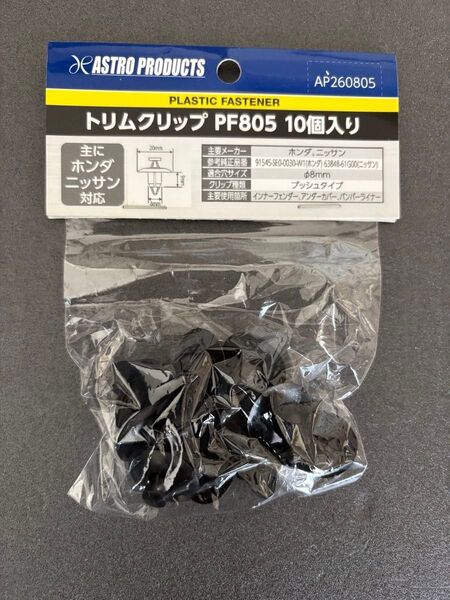 ASTRO PRODUCTS
AP260805
PLASTIC FASTENER
トリムクリップ PF805 10個入り
主に
ホンダ
ニッサン
対応
20mm
主要メーカー ホンダ、ニッサン
参考純正品番 91545-SE0-0030-W1(ホンダ) 63848-61G00(ニッサン)
適合穴サイズ φ8mm
クリップ種類 プッシュタイプ
主要使用箇所 インナーフェンダー、アンダーカバー、バンパーライナー